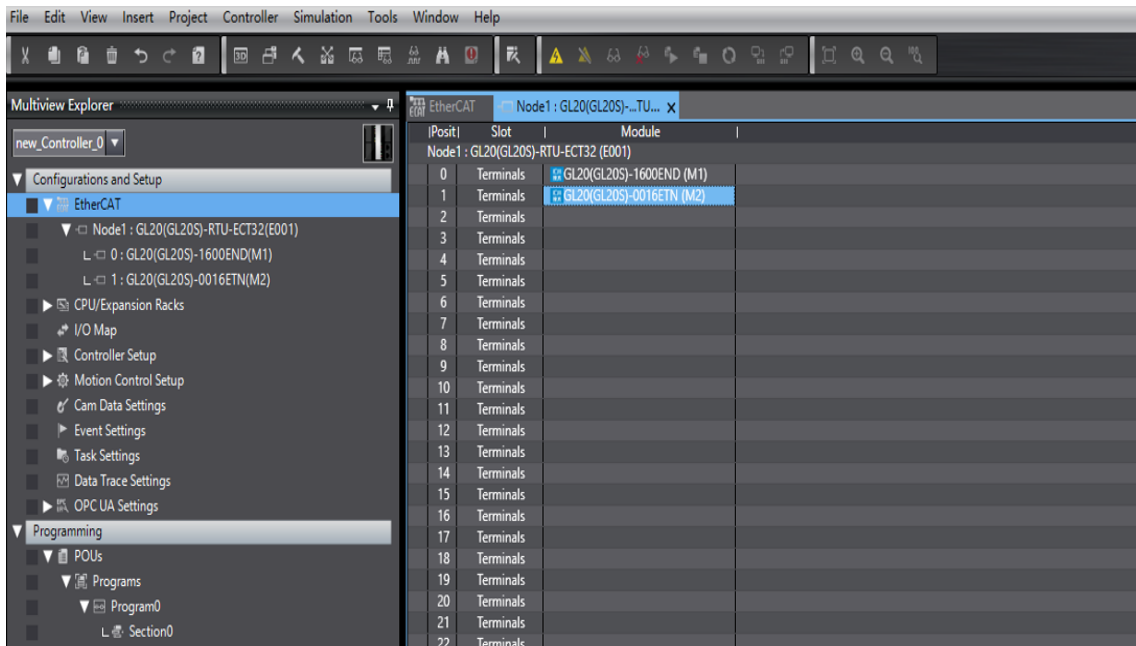 File Edit View Insert Project Controller Simulation Tools Window Help
Multiview Explorer
new_Controller_0
Configurations and Setup
EtherCAT
Node1 : GL20(GL20S)-RTU-ECT32(E001)
0 : GL20(GL20S)-1600END(M1)
1 : GL20(GL20S)-0016ETN(M2)
CPU/Expansion Racks
I/O Map
Controller Setup
Motion Control Setup
Cam Data Settings
Event Settings
Task Settings
Data Trace Settings
OPC UA Settings
Programming
POUs
Programs
Program0
Section0
EtherCAT Node1 : GL20(GL20S)-...TU... x
|Posit| Slot | Module |
Node1 : GL20(GL20S)-RTU-ECT32 (E001)
0 Terminals GL20(GL20S)-1600END (M1)
1 Terminals GL20(GL20S)-0016ETN (M2)
2 Terminals
3 Terminals
4 Terminals
5 Terminals
6 Terminals
7 Terminals
8 Terminals
9 Terminals
10 Terminals
11 Terminals
12 Terminals
13 Terminals
14 Terminals
15 Terminals
16 Terminals
17 Terminals
18 Terminals
19 Terminals
20 Terminals
21 Terminals
22 Terminals